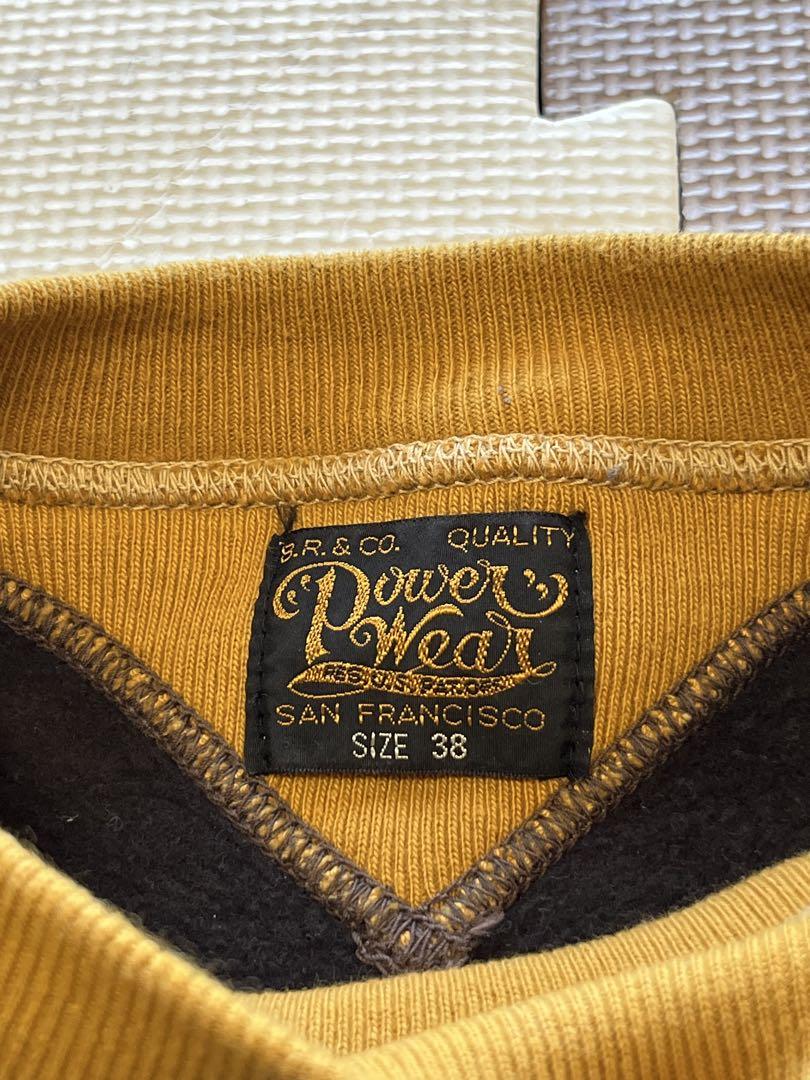 S.R. & CO. QUALITY
Power
Wear
SAN FRANCISCO
SIZE 38